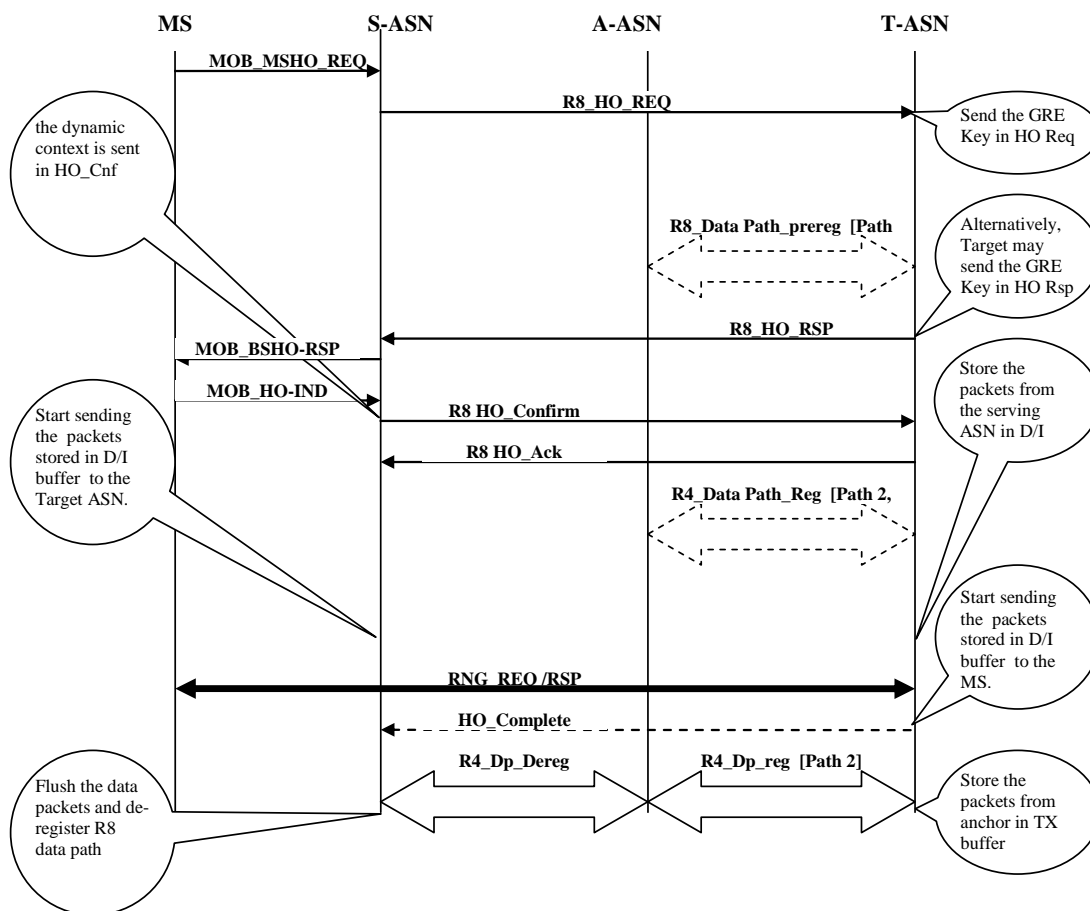 MS S-ASN A-ASN T-ASN
MOB_MSHO_REQ
R8_HO_REQ
Send the GRE
Key in HO Req
the dynamic
context is sent
in HO_Cnf
R8_Data Path_prereg [Path
Alternatively,
Target may
send the GRE
Key in HO Rsp
R8_HO_RSP
MOB_BSHO-RSP
MOB_HO-IND
R8 HO_Confirm
Store the
packets from
the serving
ASN in D/I
Start sending
the packets
stored in D/I
buffer to the
Target ASN.
R8 HO_Ack
R4_Data Path_Reg [Path 2,
Start sending
the packets
stored in D/I
buffer to the
MS.
RNG_REQ /RSP
HO_Complete
R4_Dp_Dereg
R4_Dp_reg [Path 2]
Flush the data
packets and de-
register R8
data path
Store the
packets from
anchor in TX
buffer